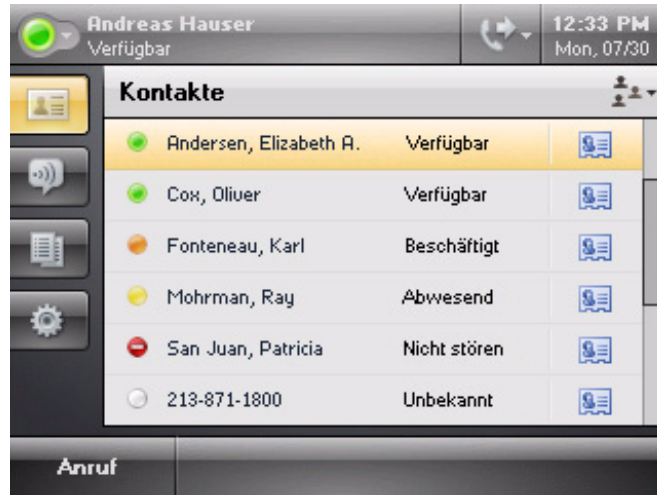 Andreas Hauser
Verfügbar
12:33 PM
Mon, 07/30
Kontakte
Andersen, Elizabeth A. Verfügbar
Cox, Oliver Verfügbar
Fonteneau, Karl Beschäftigt
Mohrman, Ray Abwesend
San Juan, Patricia Nicht stören
213-871-1800 Unbekannt
Anruf